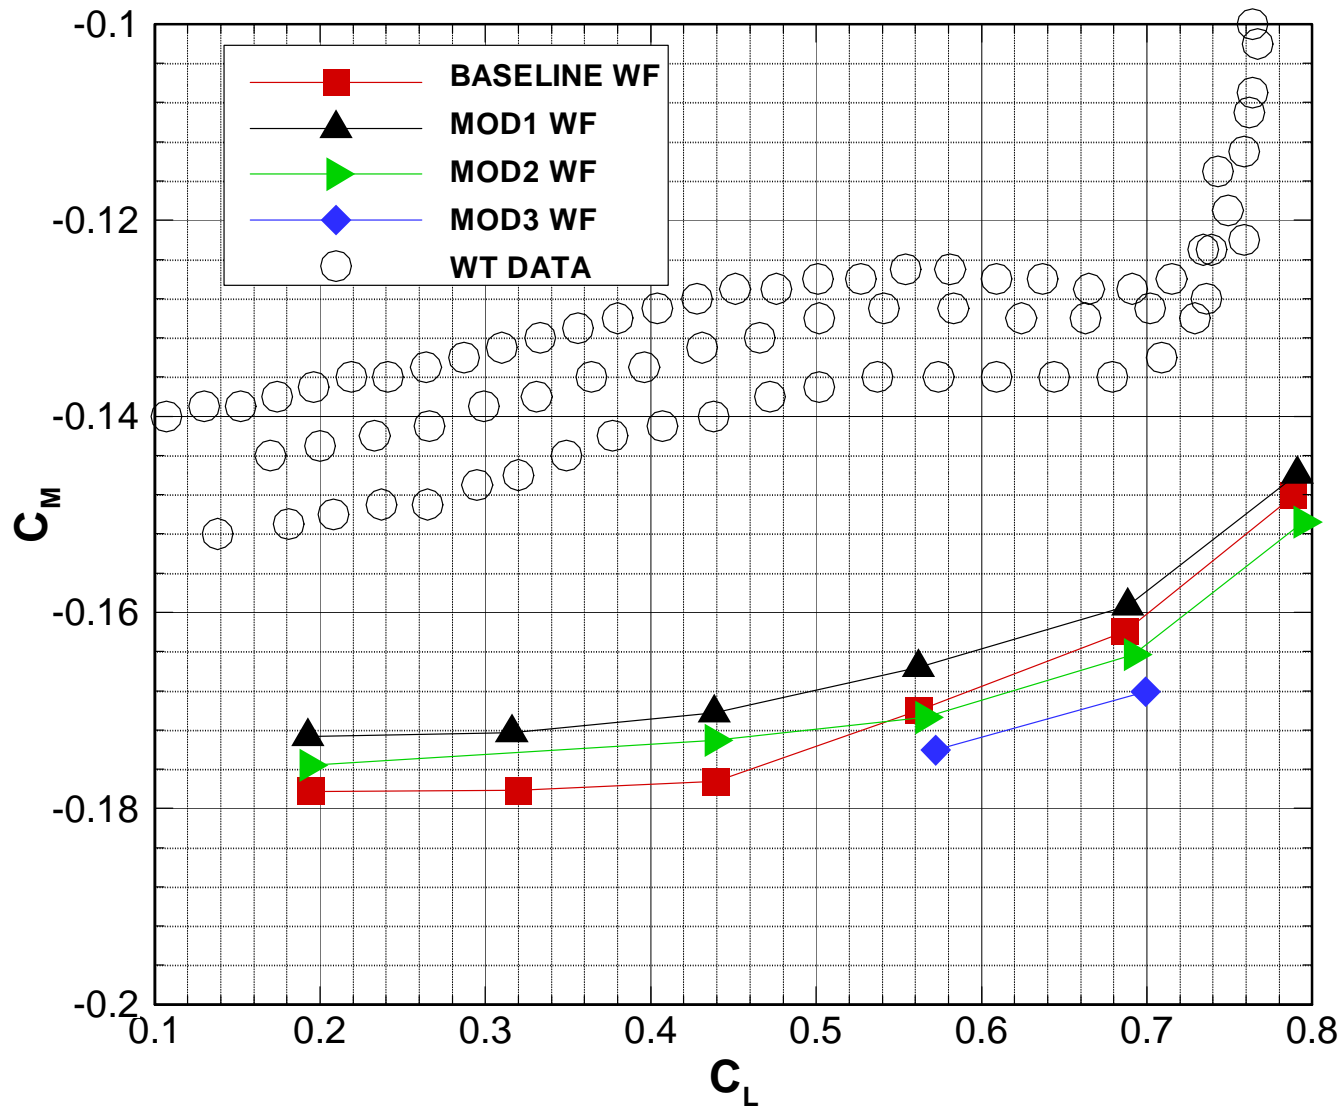 -0.1
BASELINE WF
MOD1 WF
MOD2 WF
MOD3 WF
WT DATA
-0.12
-0.14
C_M
-0.16
-0.18
-0.2
0.1 0.2 0.3 0.4 0.5 0.6 0.7 0.8
C_L